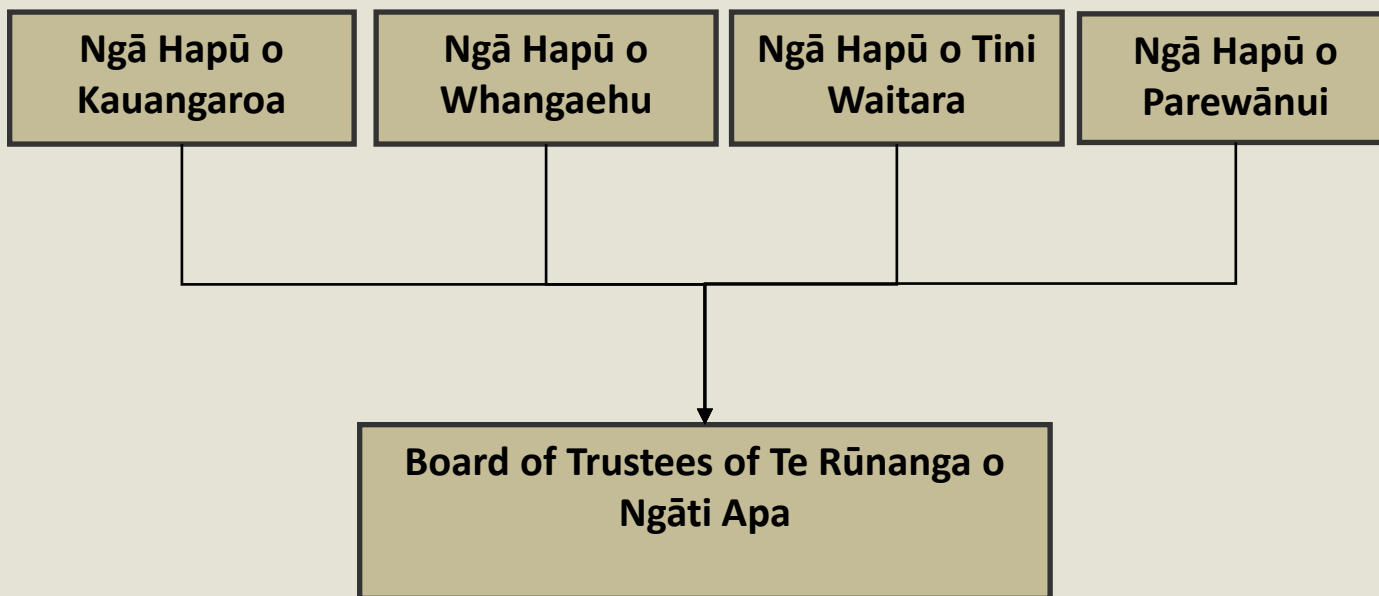 Ngā Hapū o
Kauangaroa
Ngā Hapū o
Whangaehu
Ngā Hapū o Tini
Waitara
Ngā Hapū o
Parewānui
Board of Trustees of Te Rūnanga o
Ngāti Apa